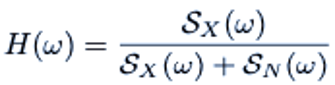 H(ω) = 𝒮_X(ω) / (𝒮_X(ω) + 𝒮_N(ω))